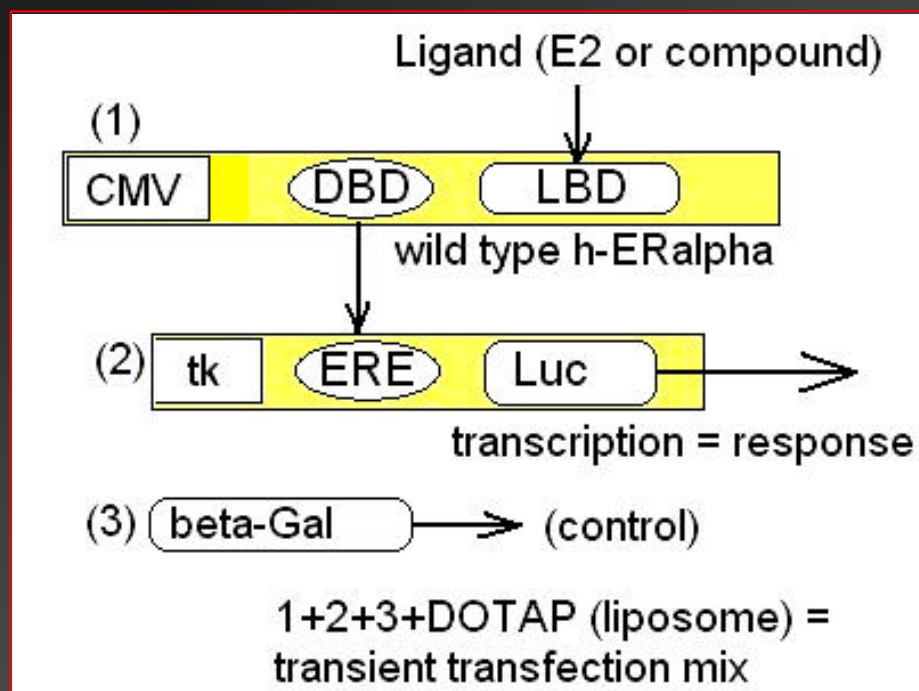 Ligand (E2 or compound)
(1)
CMV DBD LBD
wild type h-ERalpha
(2) tk ERE Luc
transcription = response
(3) beta-Gal (control)
1+2+3+DOTAP (liposome) =
transient transfection mix